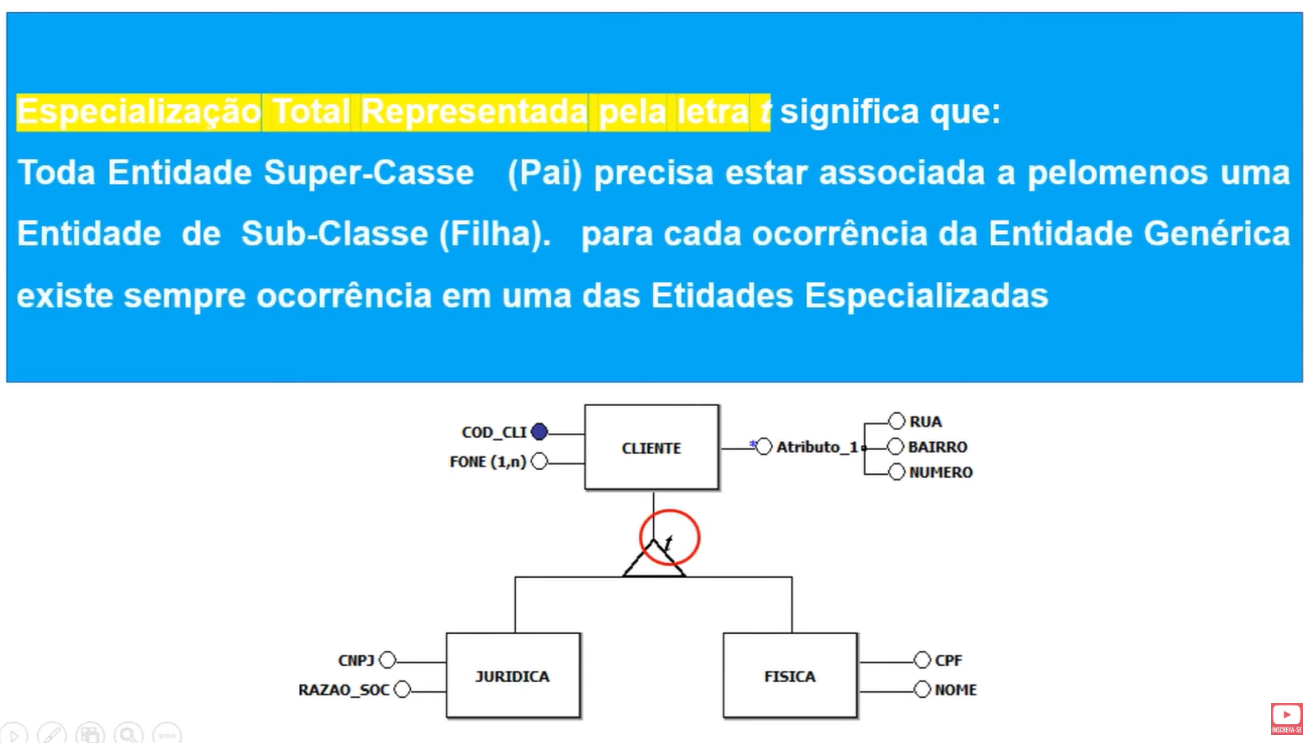 Especialização Total Representada pela letra t significa que:
Toda Entidade Super-Casse (Pai) precisa estar associada a pelomenos uma
Entidade de Sub-Classe (Filha). para cada ocorrência da Entidade Genérica
existe sempre ocorrência em uma das Etidades Especializadas
COD_CLI
FONE (1,n)
CLIENTE
* Atributo_1
RUA
BAIRRO
NUMERO
t
CNPJ
RAZAO_SOC
JURIDICA
FISICA
CPF
NOME
INSCREVA-SE